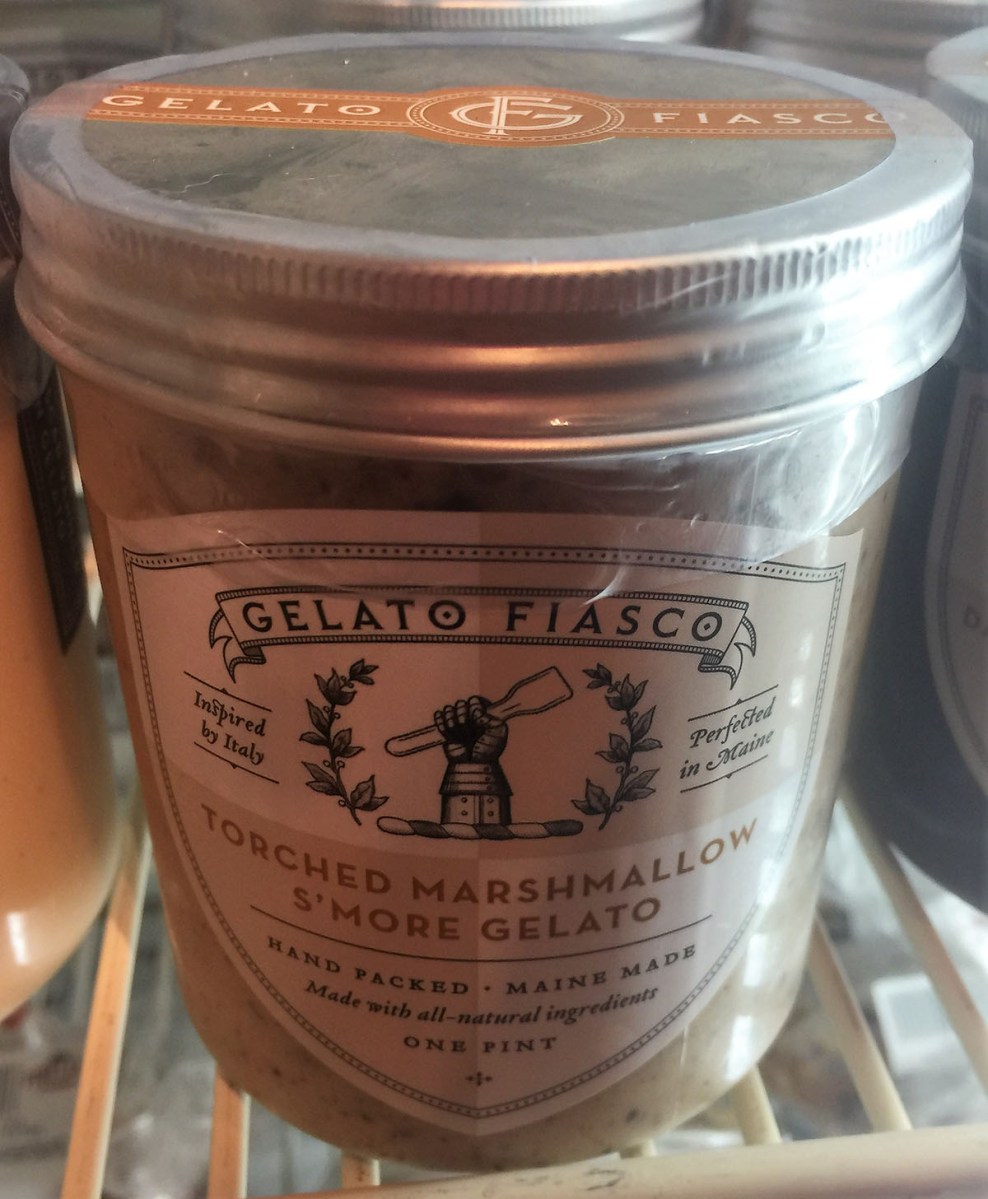 GELATO GF FIASCO
GELATO FIASCO
Inspired
by Italy
Perfected
in Maine
TORCHED MARSHMALLOW
S'MORE GELATO
HAND PACKED · MAINE MADE
Made with all-natural ingredients
ONE PINT